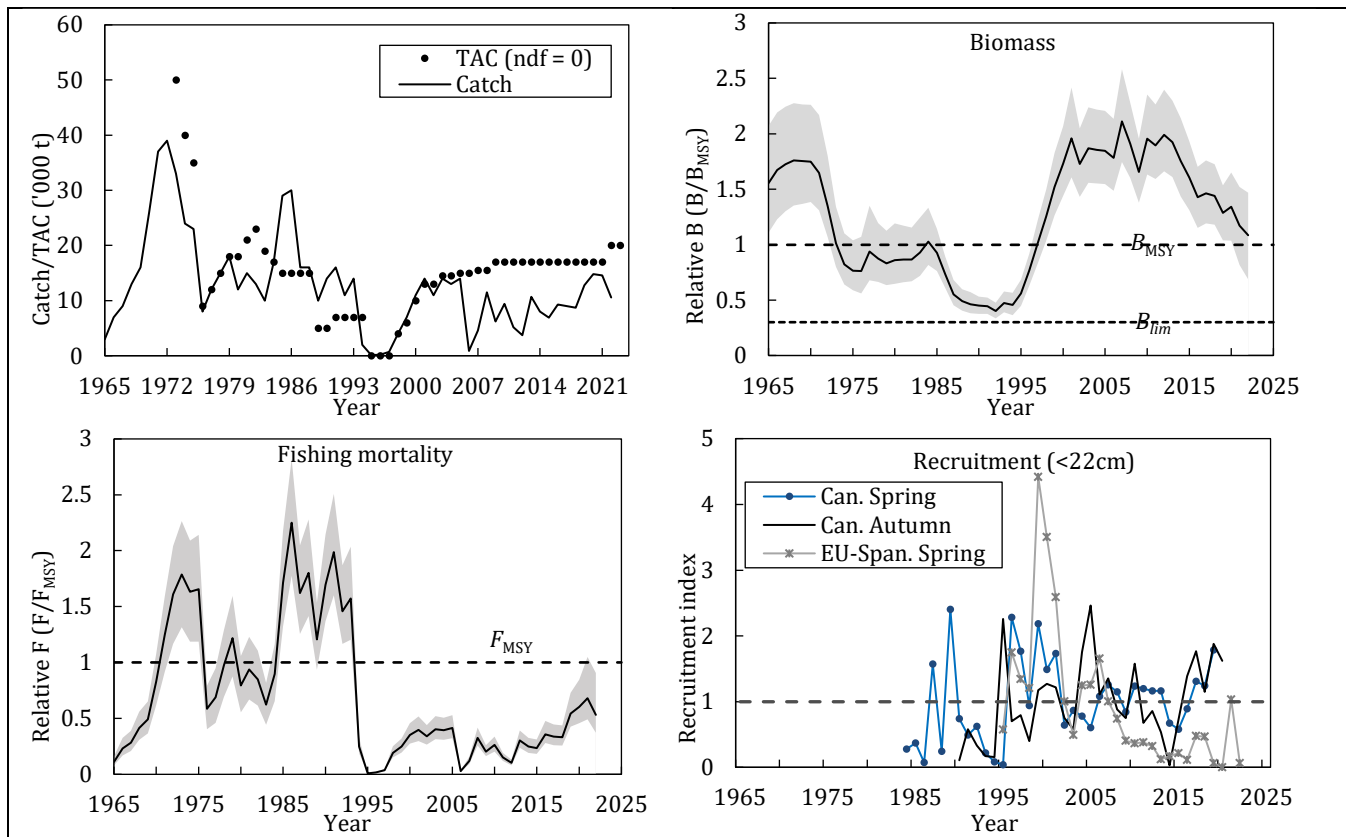 60
50
40
30
20
10
0
Catch/TAC ('000 t)
TAC (ndf = 0)
Catch
1965 1972 1979 1986 1993 2000 2007 2014 2021
Year
Biomass
3
2.5
2
1.5
1
0.5
0
Relative B (B/BMSY)
BMSY
Blim
1965 1975 1985 1995 2005 2015 2025
Year
Fishing mortality
3
2.5
2
1.5
1
0.5
0
Relative F (F/FMSY)
FMSY
1965 1975 1985 1995 2005 2015 2025
Year
Recruitment (<22cm)
5
4
3
2
1
0
Recruitment index
Can. Spring
Can. Autumn
EU-Span. Spring
1965 1975 1985 1995 2005 2015 2025
Year